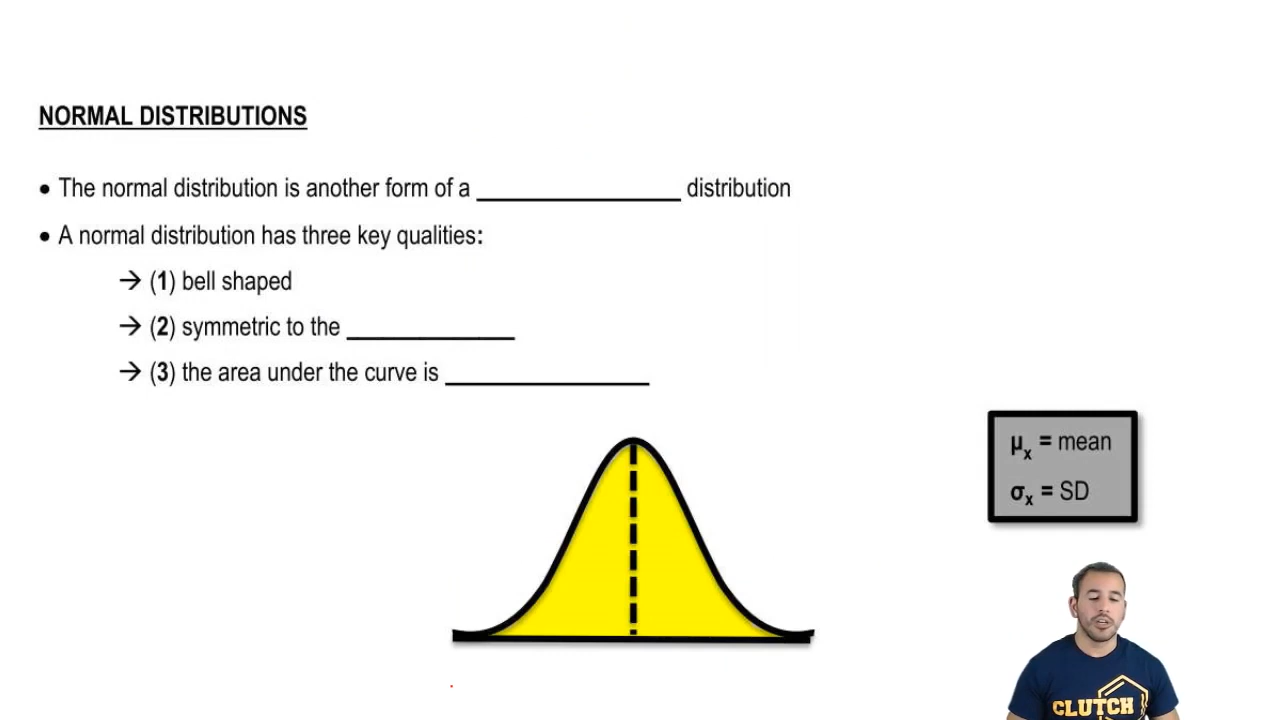 NORMAL DISTRIBUTIONS
• The normal distribution is another form of a ________________ distribution
• A normal distribution has three key qualities:
→ (1) bell shaped
→ (2) symmetric to the _____________
→ (3) the area under the curve is ________________
μx = mean
σx = SD
CLUTCH